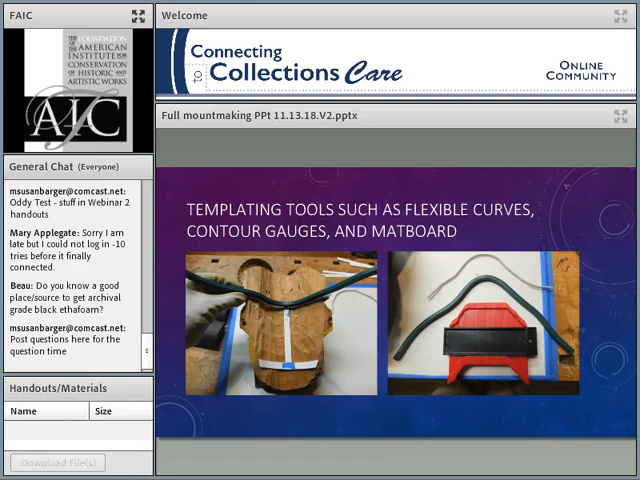 FAIC
THE FOUNDATION
OF THE AMERICAN
INSTITUTE FOR
CONSERVATION
OF HISTORIC AND
ARTISTIC WORKS
AIC
General Chat (Everyone)
msusanbarger@comcast.net:
Oddy Test - stuff in Webinar 2
handouts
Mary Applegate: Sorry I am
late but I could not log in -10
tries before it finally
connected.
Beau: Do you know a good
place/source to get archival
grade black ethafoam?
msusanbarger@comcast.net:
Post questions here for the
question time
Handouts/Materials
Name Size
Download File(s)
Welcome
Connecting
to Collections Care
ONLINE
COMMUNITY
Full mountmaking PPt 11.13.18.V2.pptx
TEMPLATING TOOLS SUCH AS FLEXIBLE CURVES,
CONTOUR GAUGES, AND MATBOARD